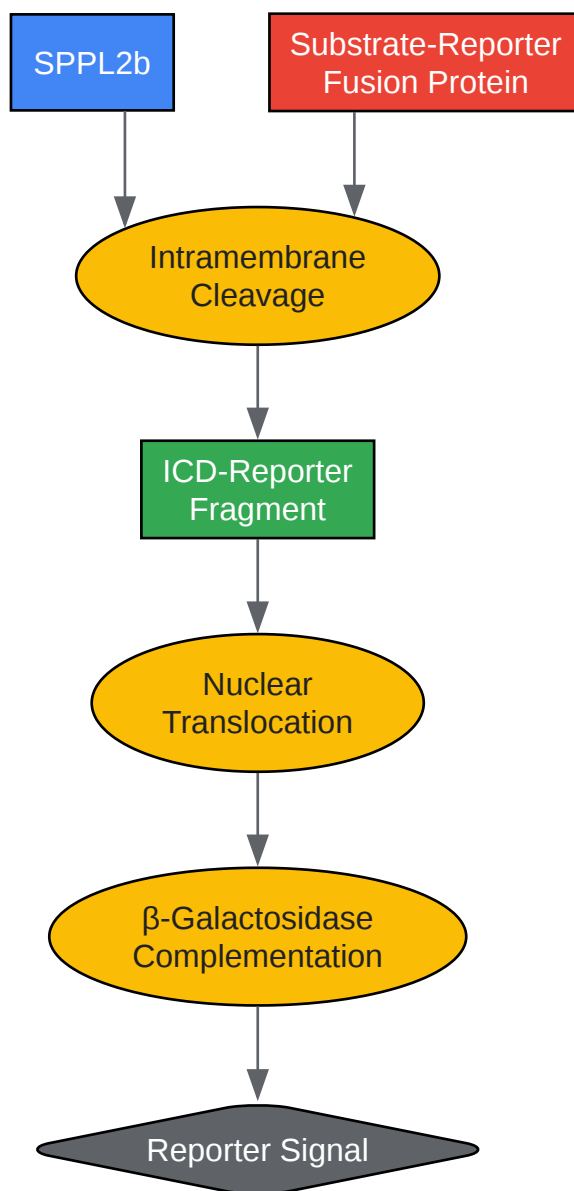 SPPL2b
Substrate-Reporter
Fusion Protein
Intramembrane
Cleavage
ICD-Reporter
Fragment
Nuclear
Translocation
β-Galactosidase
Complementation
Reporter Signal